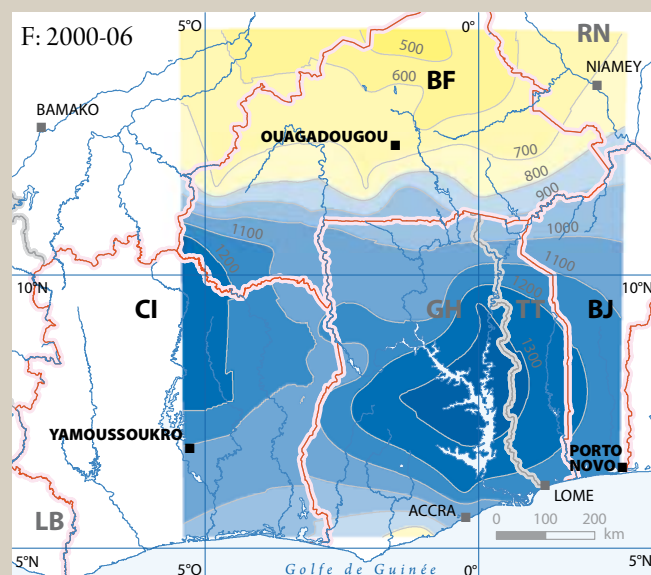 F: 2000-06
5°O
0°
RN
500
600
BF
NIAMEY
BAMAKO
OUAGADOUGOU
700
800
900
1100
1000
1200
1100
10°N
1200
10°N
CI
GH
TT
BJ
1300
YAMOUSSOUKRO
PORTO
NOVO
LOME
ACCRA
LB
0 100 200
km
5°N
5°O
Golfe de Guinée
0°
5°N